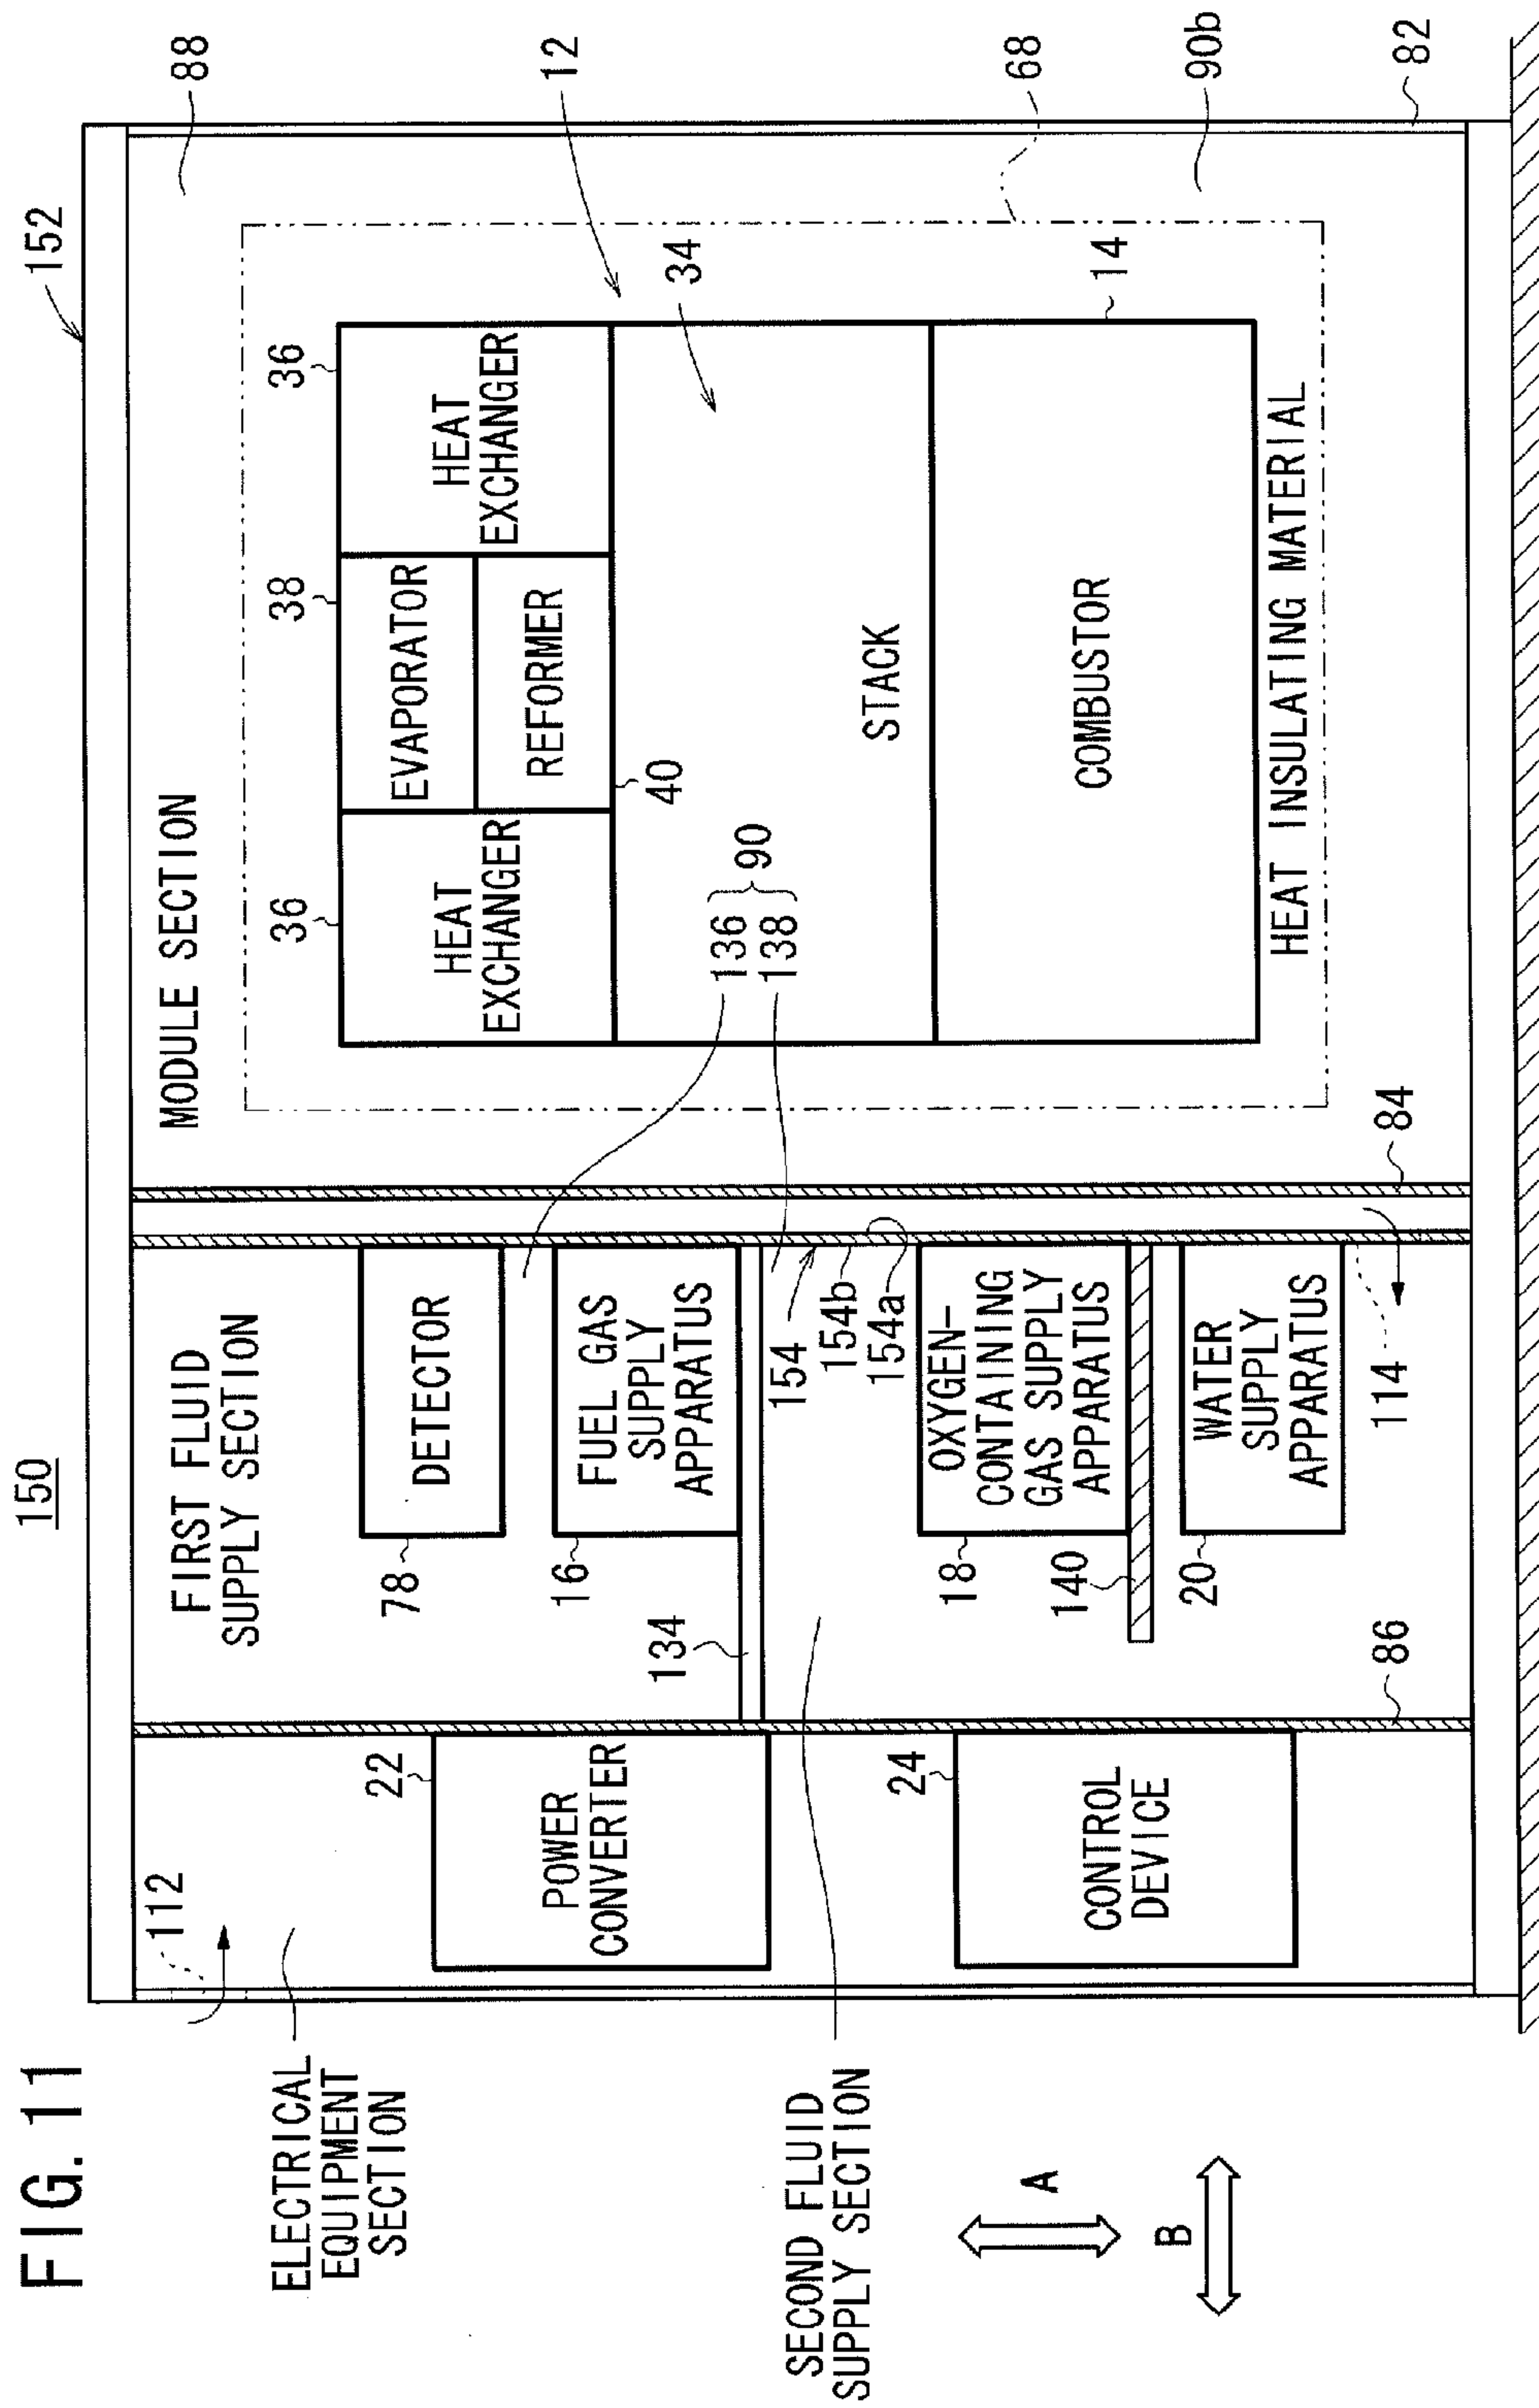 FIG. 11
150
152
88
12
68
90b
82
112
ELECTRICAL
EQUIPMENT
SECTION
FIRST FLUID
SUPPLY SECTION
MODULE SECTION
36
38
36
HEAT
EXCHANGER
EVAPORATOR
REFORMER
HEAT
EXCHANGER
40
34
STACK
14
COMBUSTOR
HEAT INSULATING MATERIAL
136
138
90
78
DETECTOR
16
FUEL GAS
SUPPLY
APPARATUS
134
154
154b
154a
18
OXYGEN-
CONTAINING
GAS SUPPLY
APPARATUS
140
20
WATER
SUPPLY
APPARATUS
114
84
86
22
POWER
CONVERTER
24
CONTROL
DEVICE
SECOND FLUID
SUPPLY SECTION
A
B